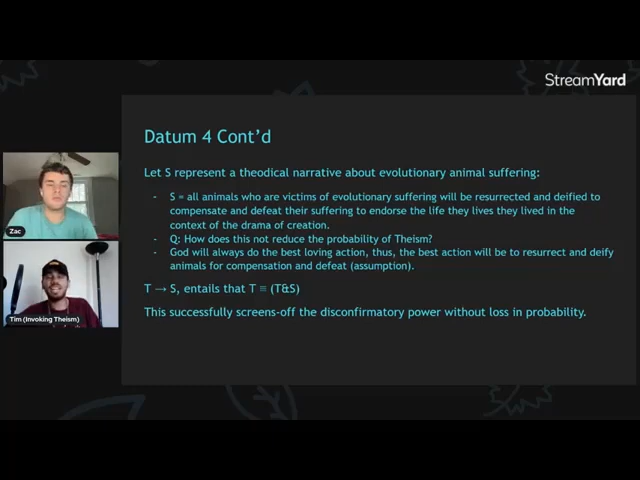 StreamYard
Datum 4 Cont'd
Let S represent a theodical narrative about evolutionary animal suffering:
- S = all animals who are victims of evolutionary suffering will be resurrected and deified to
compensate and defeat their suffering to endorse the life they lives they lived in the
context of the drama of creation.
- Q: How does this not reduce the probability of Theism?
- God will always do the best loving action, thus, the best action will be to resurrect and deify
animals for compensation and defeat (assumption).
T → S, entails that T ≡ (T&S)
This successfully screens-off the disconfirmatory power without loss in probability.
Zac
Tim (Invoking Theism)